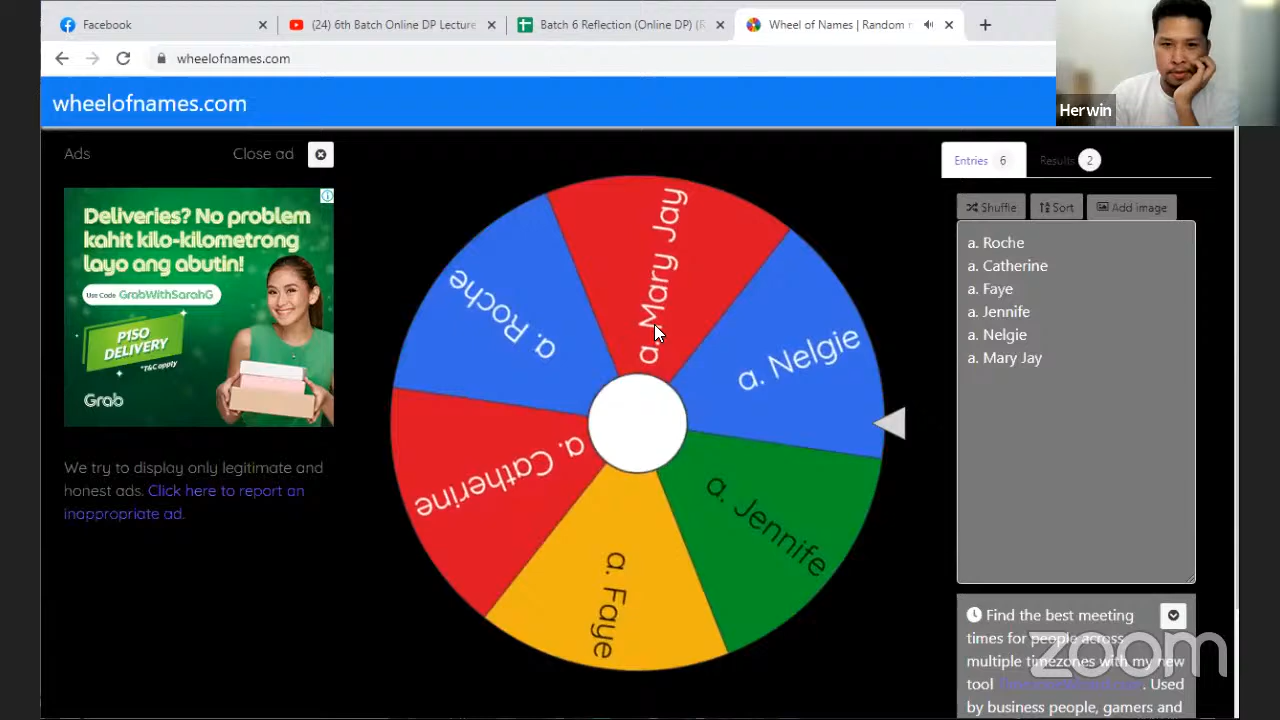 Facebook
(24) 6th Batch Online DP Lecture
Batch 6 Reflection (Online DP) (R
Wheel of Names | Random n
wheelofnames.com
wheelofnames.com
Herwin
Ads
Close ad
Deliveries? No problem
kahit kilo-kilometrong
layo ang abutin!
Use Code GrabWithSarahG
P1SO
DELIVERY
*T&C apply
Grab
We try to display only legitimate and
honest ads. Click here to report an
inappropriate ad.
a. Mary Jay
a. Nelgie
a. Jennife
a. Faye
a. Catherine
a. Roche
Entries 6
Results 2
Shuffle
Sort
Add image
a. Roche
a. Catherine
a. Faye
a. Jennife
a. Nelgie
a. Mary Jay
Find the best meeting
times for people across
multiple timezones with my new
tool . Used
by business people, gamers and
zoom